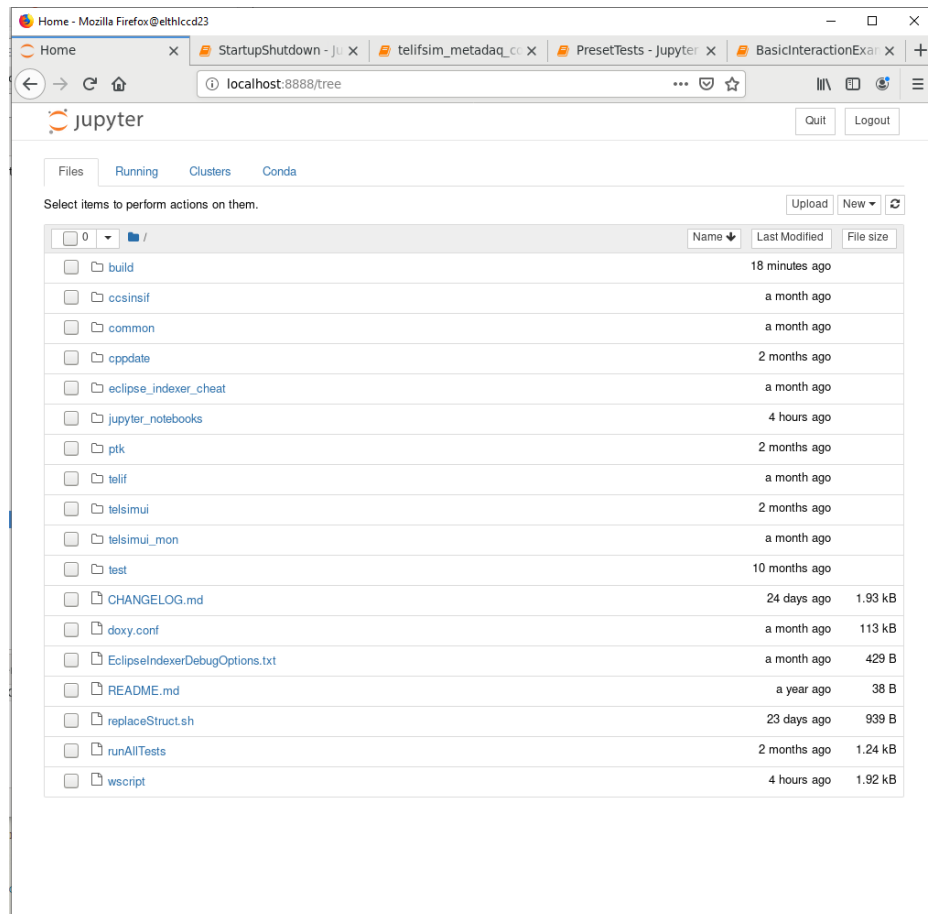 Home - Mozilla Firefox@elthlccd23
Home StartupShutdown - Ju telifsim_metadaq_co PresetTests - Jupyter BasicInteractionExam
localhost:8888/tree
jupyter Quit Logout
Files Running Clusters Conda
Select items to perform actions on them. Upload New
0 / Name Last Modified File size
build 18 minutes ago
ccsinsif a month ago
common a month ago
cppdate 2 months ago
eclipse_indexer_cheat a month ago
jupyter_notebooks 4 hours ago
ptk 2 months ago
telif a month ago
telsimui 2 months ago
telsimui_mon a month ago
test 10 months ago
CHANGELOG.md 24 days ago 1.93 kB
doxy.conf a month ago 113 kB
EclipseIndexerDebugOptions.txt a month ago 429 B
README.md a year ago 38 B
replaceStruct.sh 23 days ago 939 B
runAllTests 2 months ago 1.24 kB
wscript 4 hours ago 1.92 kB